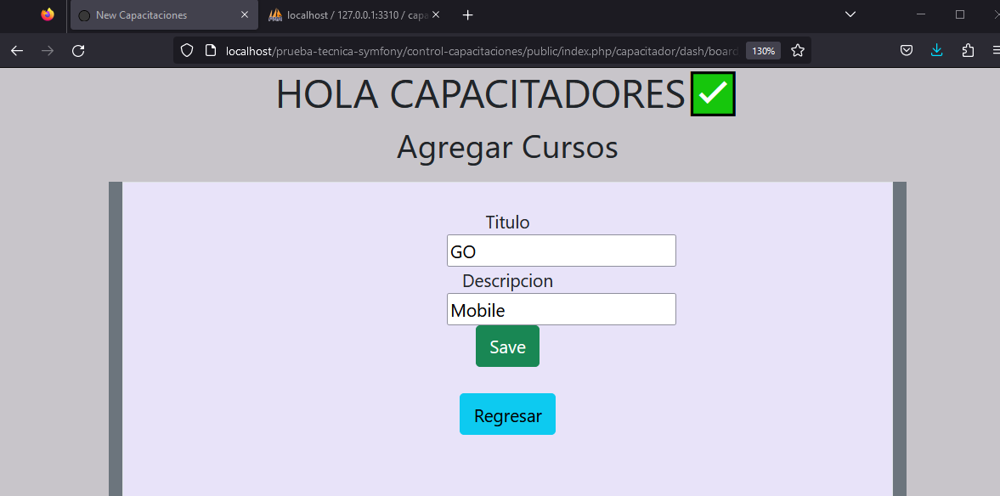 New Capacitaciones
localhost / 127.0.0.1:3310 / capa
localhost/prueba-tecnica-symfony/control-capacitaciones/public/index.php/capacitador/dash/board
130%
HOLA CAPACITADORES
Agregar Cursos
Titulo
GO
Descripcion
Mobile
Save
Regresar